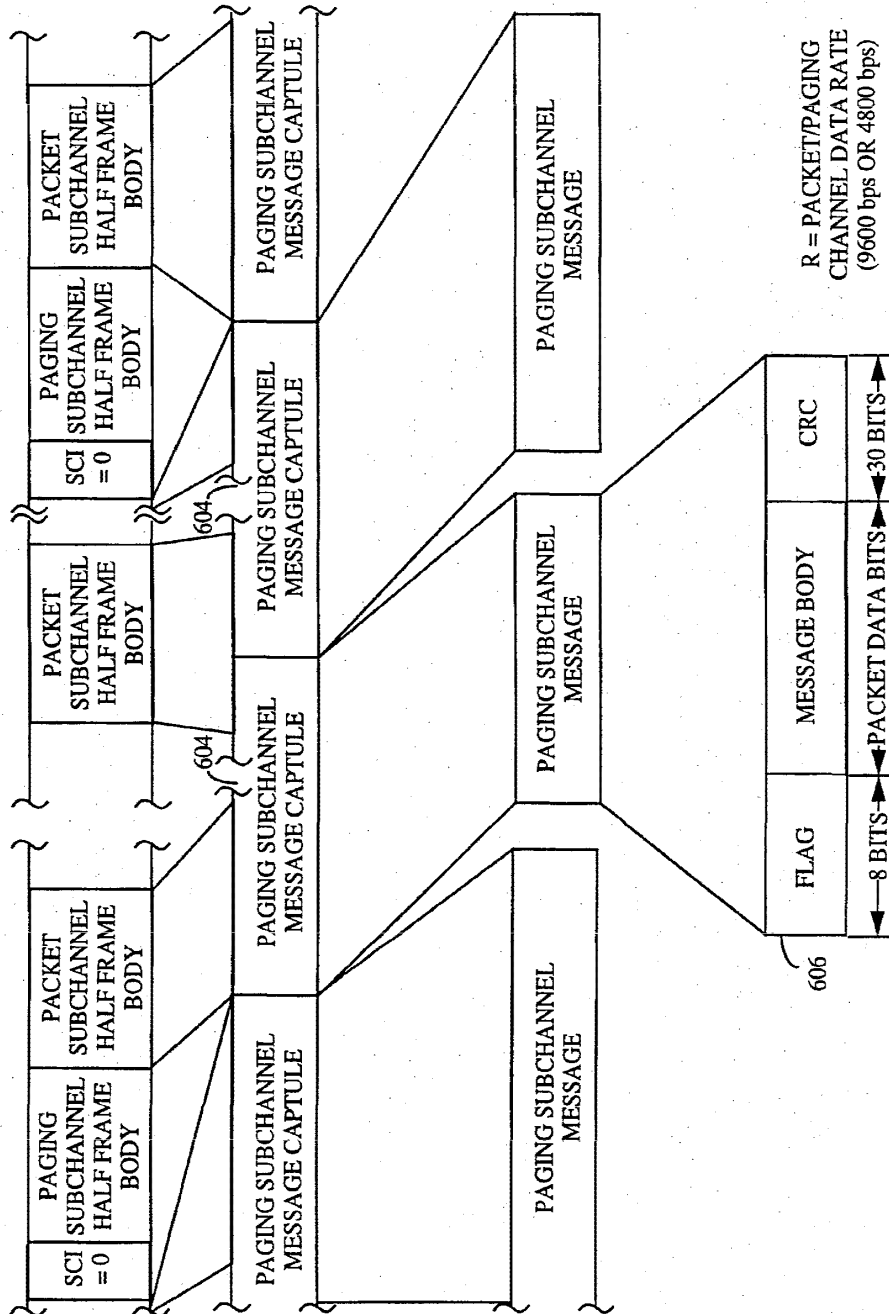 SCI
= 0
PAGING
SUBCHANNEL
HALF FRAME
BODY
PACKET
SUBCHANNEL
HALF FRAME
BODY
PACKET
SUBCHANNEL
HALF FRAME
BODY
SCI
= 0
PAGING
SUBCHANNEL
HALF FRAME
BODY
PACKET
SUBCHANNEL
HALF FRAME
BODY
604
604
PAGING SUBCHANNEL
MESSAGE CAPTULE
PAGING SUBCHANNEL
MESSAGE CAPTULE
PAGING SUBCHANNEL
MESSAGE CAPTULE
PAGING SUBCHANNEL
MESSAGE CAPTULE
PAGING SUBCHANNEL
MESSAGE
PAGING SUBCHANNEL
MESSAGE
PAGING SUBCHANNEL
MESSAGE
606
FLAG
MESSAGE BODY
CRC
8 BITS
PACKET DATA BITS
30 BITS
R = PACKET/PAGING
CHANNEL DATA RATE
(9600 bps OR 4800 bps)